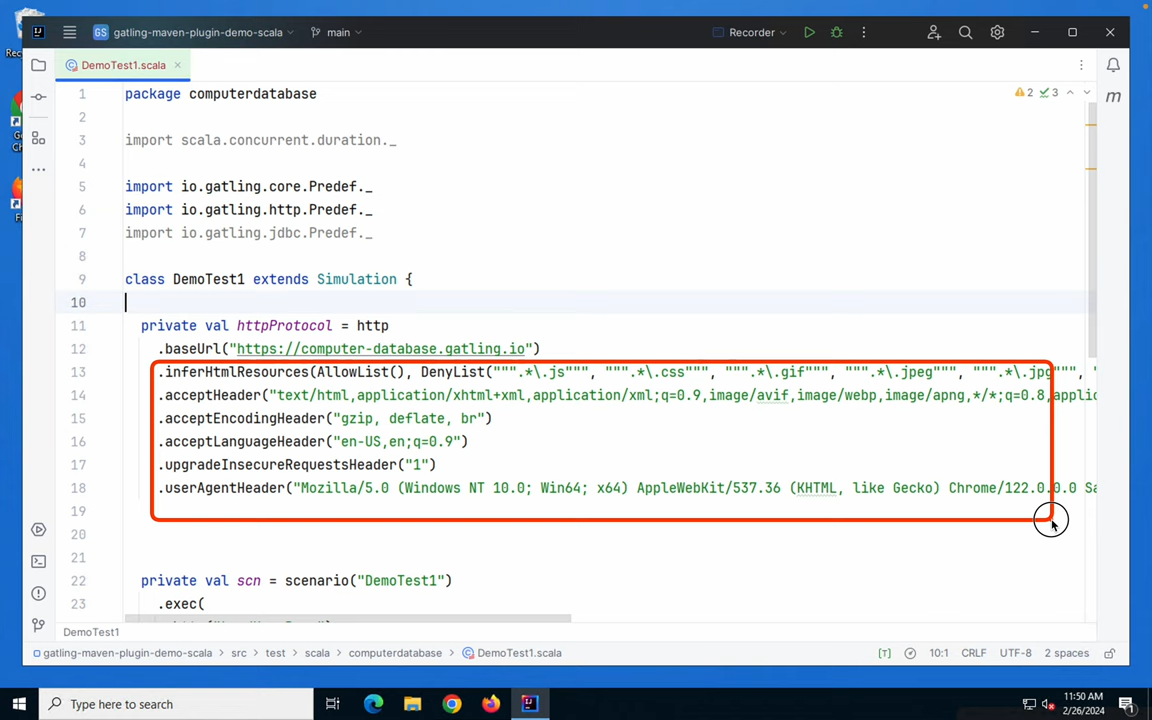 GS gatling-maven-plugin-demo-scala main Recorder
DemoTest1.scala
1 package computerdatabase 2 3
2
3 import scala.concurrent.duration._
4
5 import io.gatling.core.Predef._
6 import io.gatling.http.Predef._
7 import io.gatling.jdbc.Predef._
8
9 class DemoTest1 extends Simulation {
10
11 private val httpProtocol = http
12 .baseUrl("https://computer-database.gatling.io")
13 .inferHtmlResources(AllowList(), DenyList(""".*\.js""", """.*\.css""", """.*\.gif""", """.*\.jpeg""", """.*\.jpg""", "
14 .acceptHeader("text/html,application/xhtml+xml,application/xml;q=0.9,image/avif,image/webp,image/apng,*/*;q=0.8,applic
15 .acceptEncodingHeader("gzip, deflate, br")
16 .acceptLanguageHeader("en-US,en;q=0.9")
17 .upgradeInsecureRequestsHeader("1")
18 .userAgentHeader("Mozilla/5.0 (Windows NT 10.0; Win64; x64) AppleWebKit/537.36 (KHTML, like Gecko) Chrome/122.0.0.0 Sa
19
20
21
22 private val scn = scenario("DemoTest1")
23 .exec(
DemoTest1
gatling-maven-plugin-demo-scala > src > test > scala > computerdatabase > DemoTest1.scala 10:1 CRLF UTF-8 2 spaces
Type here to search
11:50 AM
2/26/2024
1